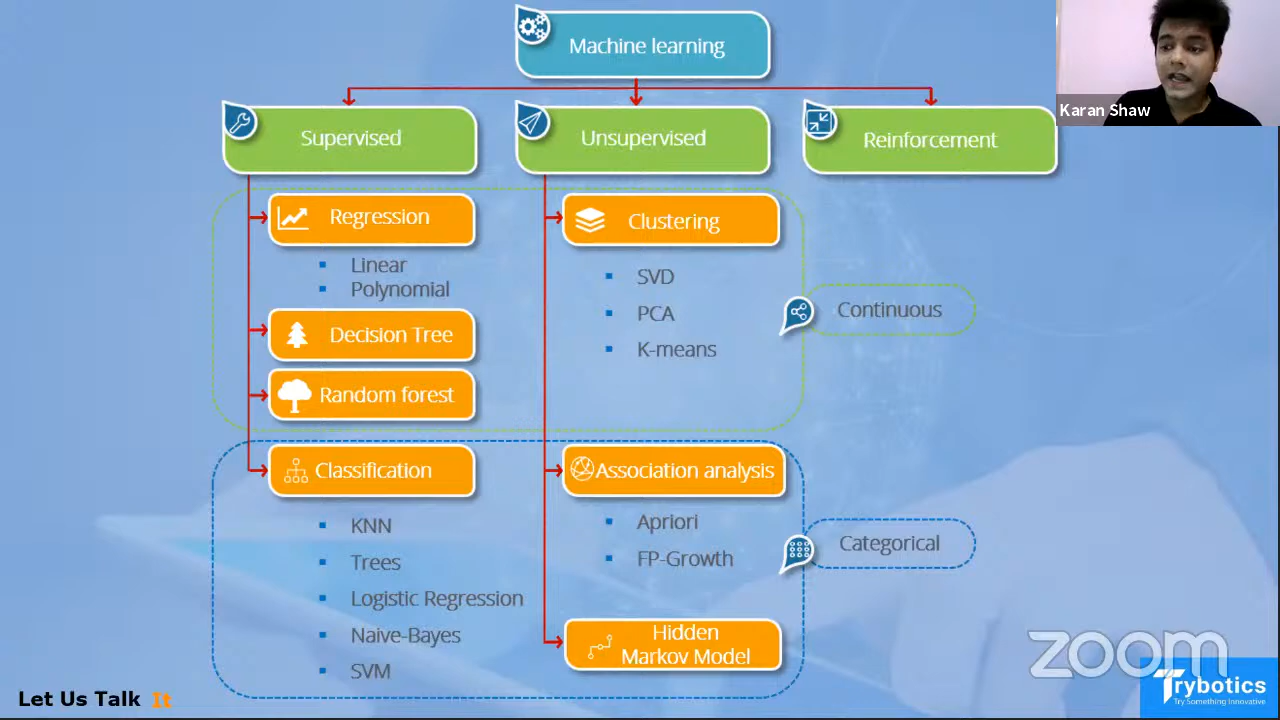 Machine learning
Karan Shaw
Supervised
Unsupervised
Reinforcement
Regression
Linear
Polynomial
Decision Tree
Random forest
Clustering
SVD
PCA
K-means
Continuous
Classification
KNN
Trees
Logistic Regression
Naive-Bayes
SVM
Association analysis
Apriori
FP-Growth
Hidden
Markov Model
Categorical
zoom
Let Us Talk It
Trybotics
Try Something Innovative